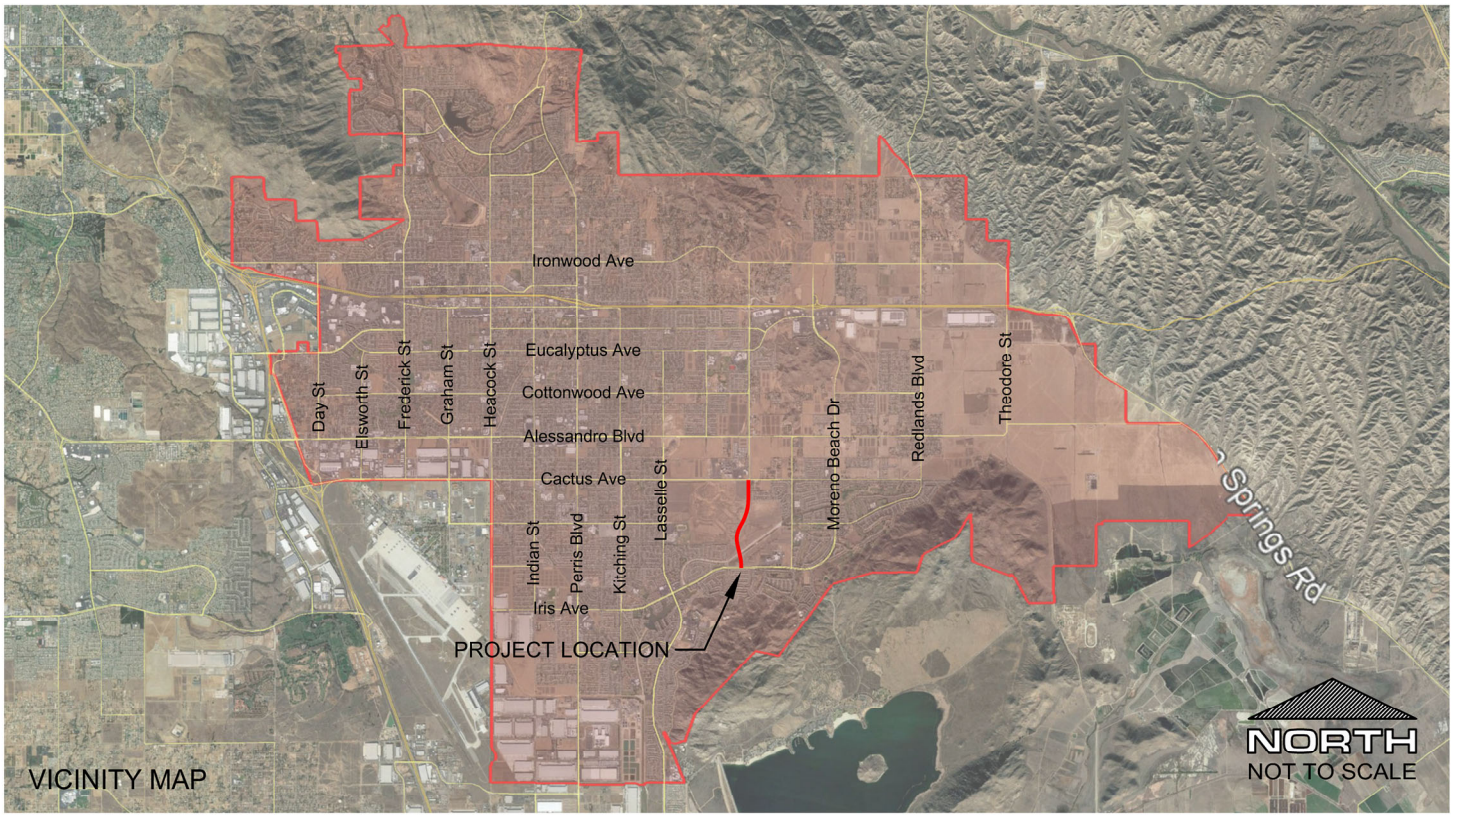 Ironwood Ave
Eucalyptus Ave
Cottonwood Ave
Alessandro Blvd
Cactus Ave
Day St
Elsworth St
Frederick St
Graham St
Heacock St
Moreno Beach Dr
Redlands Blvd
Theodore St
Indian St
Perris Blvd
Kitching St
Lasselle St
Iris Ave
Springs Rd
PROJECT LOCATION
VICINITY MAP
NORTH
NOT TO SCALE